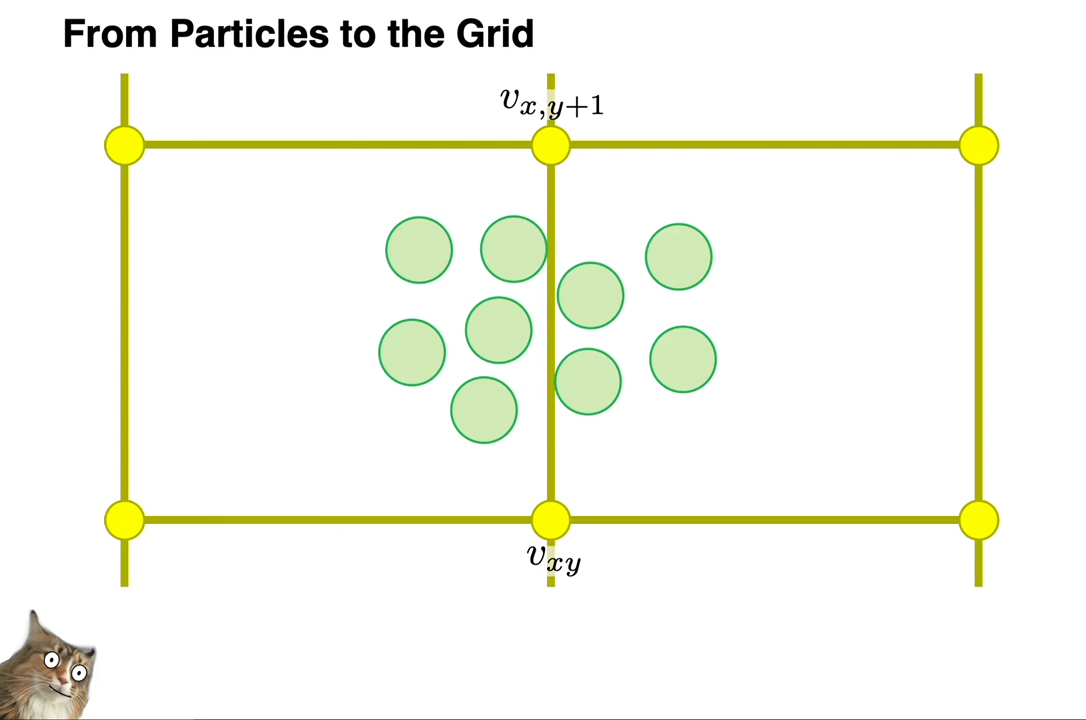 From Particles to the Grid
v_{x,y+1}
v_{xy}